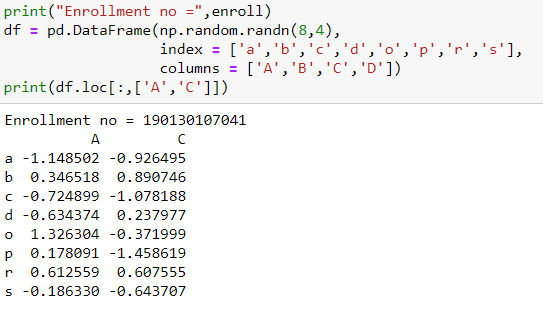 print("Enrollment no =",enroll)
df = pd.DataFrame(np.random.randn(8,4),
                  index = ['a','b','c','d','o','p','r','s'],
                  columns = ['A','B','C','D'])
print(df.loc[:,['A','C']])
Enrollment no = 190130107041
          A         C
a -1.148502 -0.926495
b  0.346518  0.890746
c -0.724899 -1.078188
d -0.634374  0.237977
o  1.326304 -0.371999
p  0.178091 -1.458619
r  0.612559  0.607555
s -0.186330 -0.643707